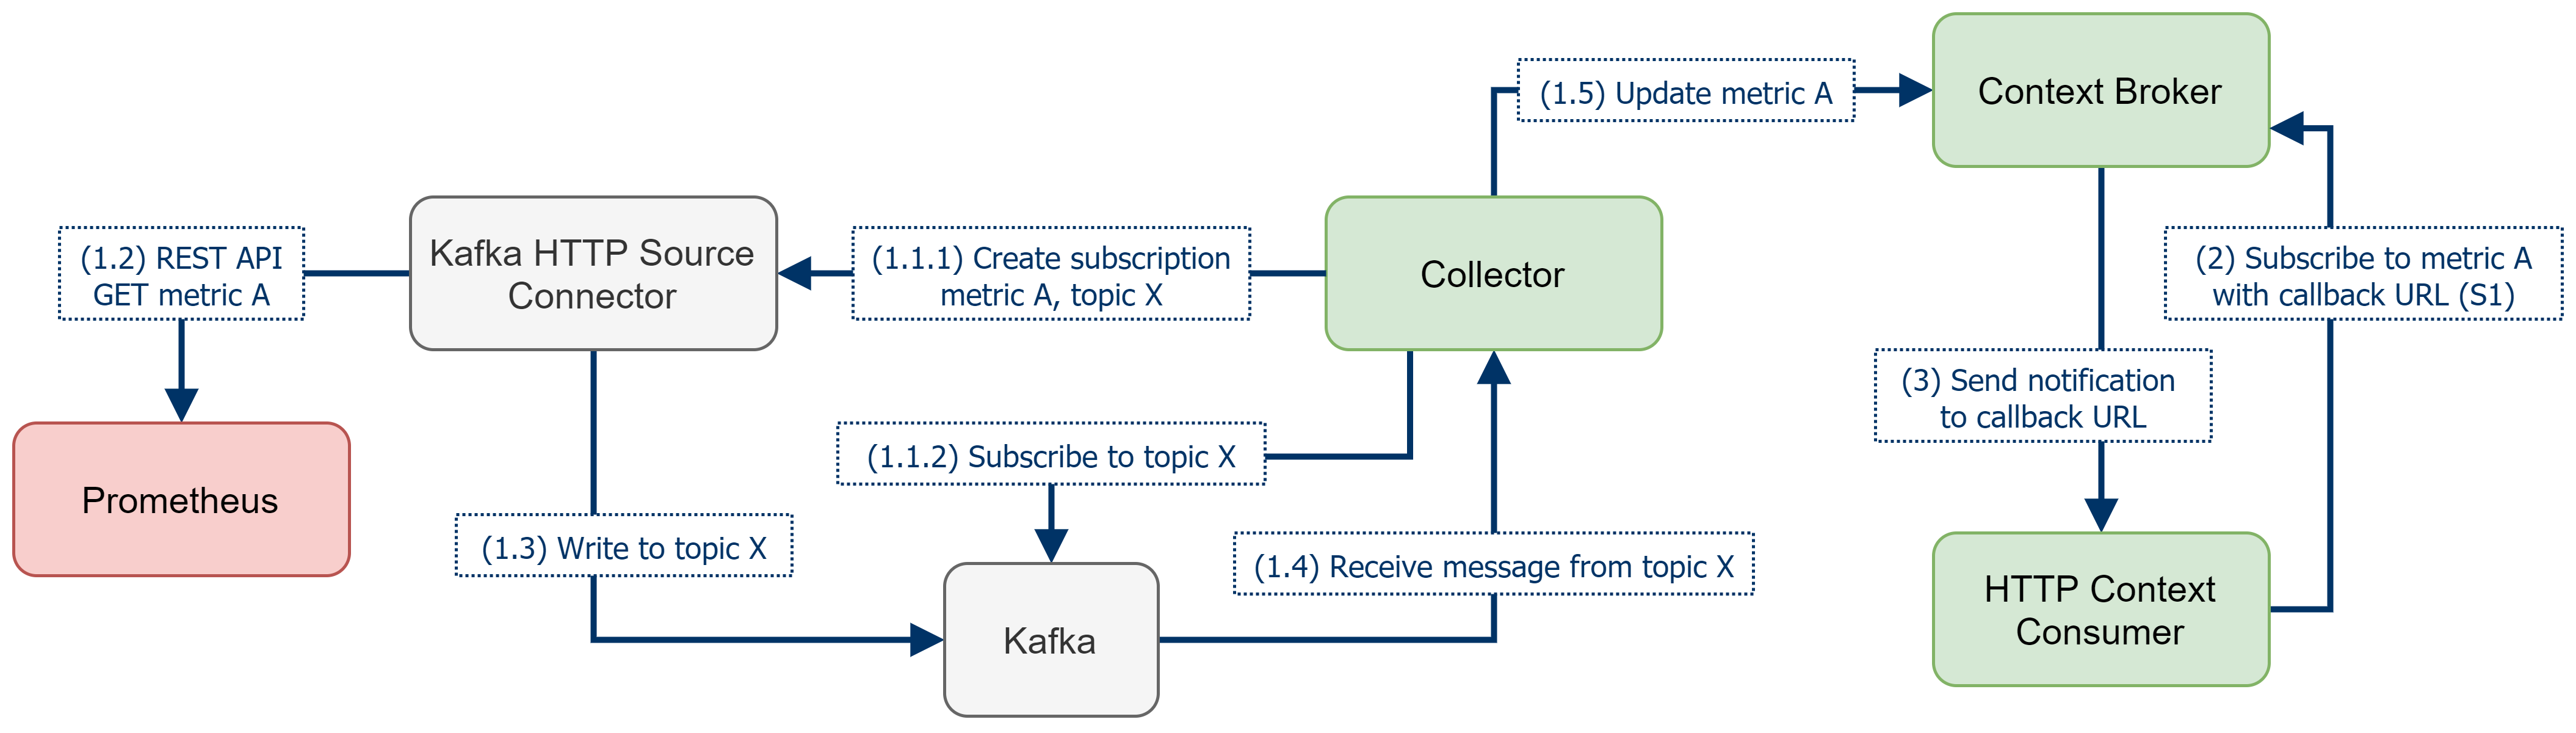 (1.5) Update metric A
Context Broker
(1.2) REST API
GET metric A
Kafka HTTP Source
Connector
(1.1.1) Create subscription
metric A, topic X
Collector
(2) Subscribe to metric A
with callback URL (S1)
(3) Send notification
to callback URL
Prometheus
(1.1.2) Subscribe to topic X
(1.3) Write to topic X
(1.4) Receive message from topic X
Kafka
HTTP Context
Consumer